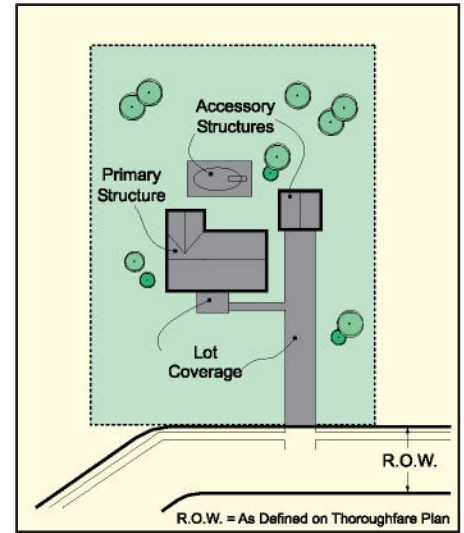 Accessory
Structures
Primary
Structure
Lot
Coverage
R.O.W.
R.O.W. = As Defined on Thoroughfare Plan